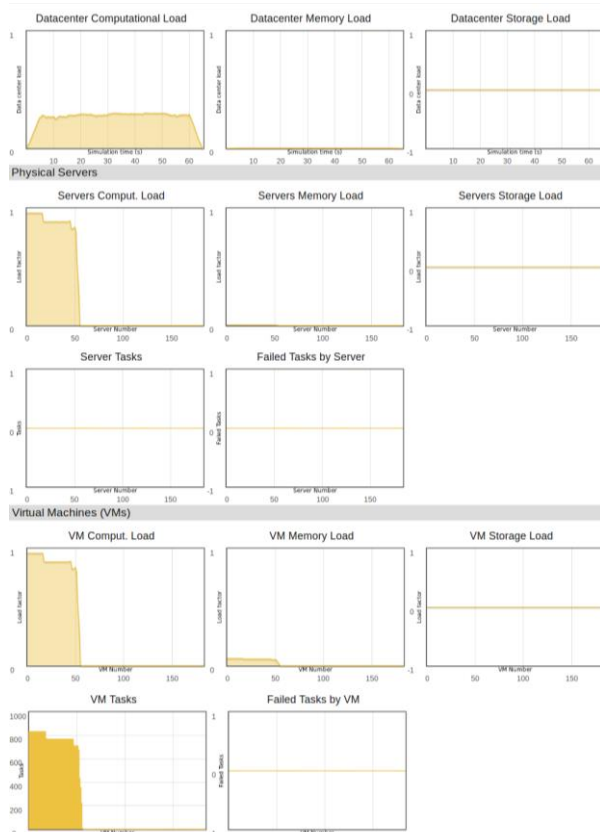 Datacenter Computational Load
Datacenter Memory Load
Datacenter Storage Load
1
Data center load
0
10 20 30 40 50 60
Simulation time (s)
1
Data center load
0
10 20 30 40 50 60
Simulation time (s)
1
0
-1
Data center load
10 20 30 40 50 60
Simulation time (s)
Physical Servers
Servers Comput. Load
Servers Memory Load
Servers Storage Load
1
Load factor
0
0 50 100 150
Server Number
1
Load factor
0
0 50 100 150
Server Number
1
0
-1
Load factor
0 50 100 150
Server Number
Server Tasks
Failed Tasks by Server
1
0
1
Tasks
0 50 100 150
Server Number
1
0
-1
Failed Tasks
0 50 100 150
Server Number
Virtual Machines (VMs)
VM Comput. Load
VM Memory Load
VM Storage Load
1
Load factor
0
0 50 100 150
VM Number
1
Load factor
0
0 50 100 150
VM Number
1
0
-1
Load factor
0 50 100 150
VM Number
VM Tasks
Failed Tasks by VM
1000
800
600
400
200
0
Tasks
VM Number
1
0
-1
Failed Tasks
VM Number